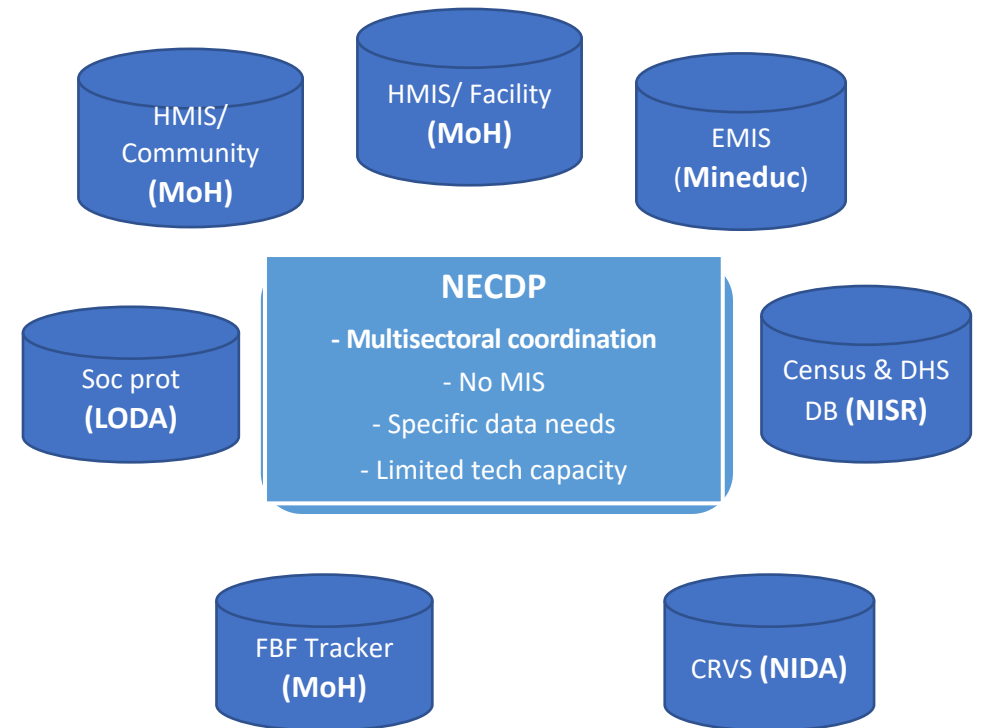 HMIS/
Community
(MoH)
HMIS/ Facility
(MoH)
EMIS
(Mineduc)
NECDP
- Multisectoral coordination
- No MIS
- Specific data needs
- Limited tech capacity
Soc prot
(LODA)
Census & DHS
DB (NISR)
FBF Tracker
(MoH)
CRVS (NIDA)